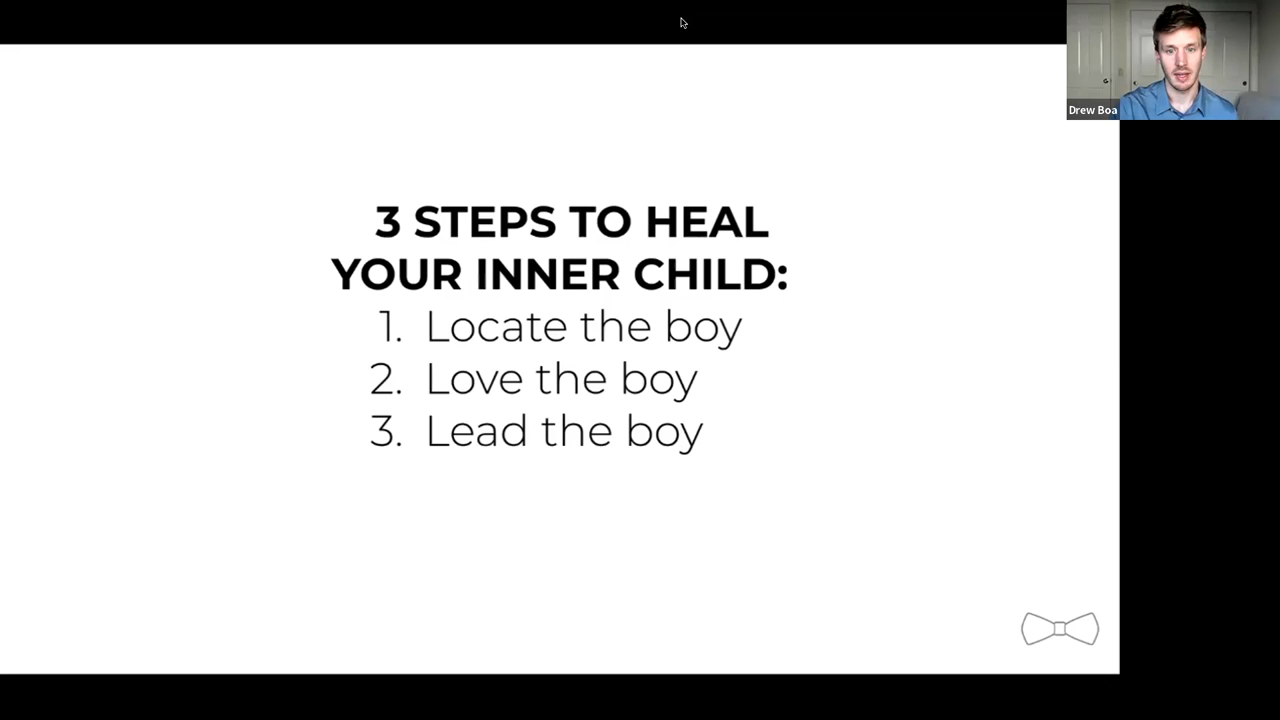 Drew Boa
3 STEPS TO HEAL
YOUR INNER CHILD:
1. Locate the boy
2. Love the boy
3. Lead the boy